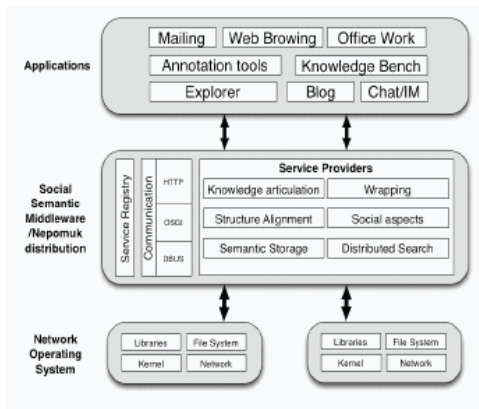 Mailing Web Browing Office Work
Applications
Annotation tools Knowledge Bench
Explorer Blog Chat/IM
Social
Semantic
Middleware
/Nepomuk
distribution
Service Registry
Communication
HTTP
OSGI
DBUS
Service Providers
Knowledge articulation Wrapping
Structure Alignment Social aspects
Semantic Storage Distributed Search
Network
Operating
System
Libraries File System
Kernel Network
Libraries File System
Kernel Network